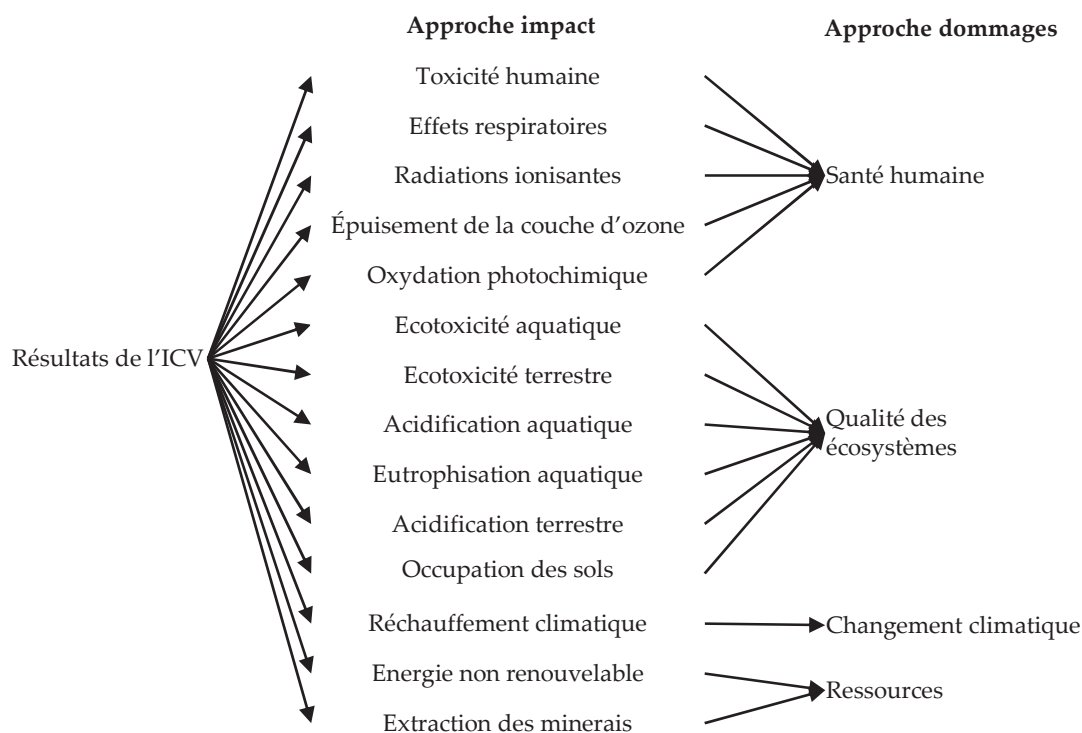 Approche impact
Approche dommages
Toxicité humaine
Effets respiratoires
Radiations ionisantes
Santé humaine
Épuisement de la couche d'ozone
Oxydation photochimique
Ecotoxicité aquatique
Résultats de l'ICV
Ecotoxicité terrestre
Acidification aquatique
Qualité des
écosystèmes
Eutrophisation aquatique
Acidification terrestre
Occupation des sols
Réchauffement climatique
Changement climatique
Energie non renouvelable
Ressources
Extraction des minerais